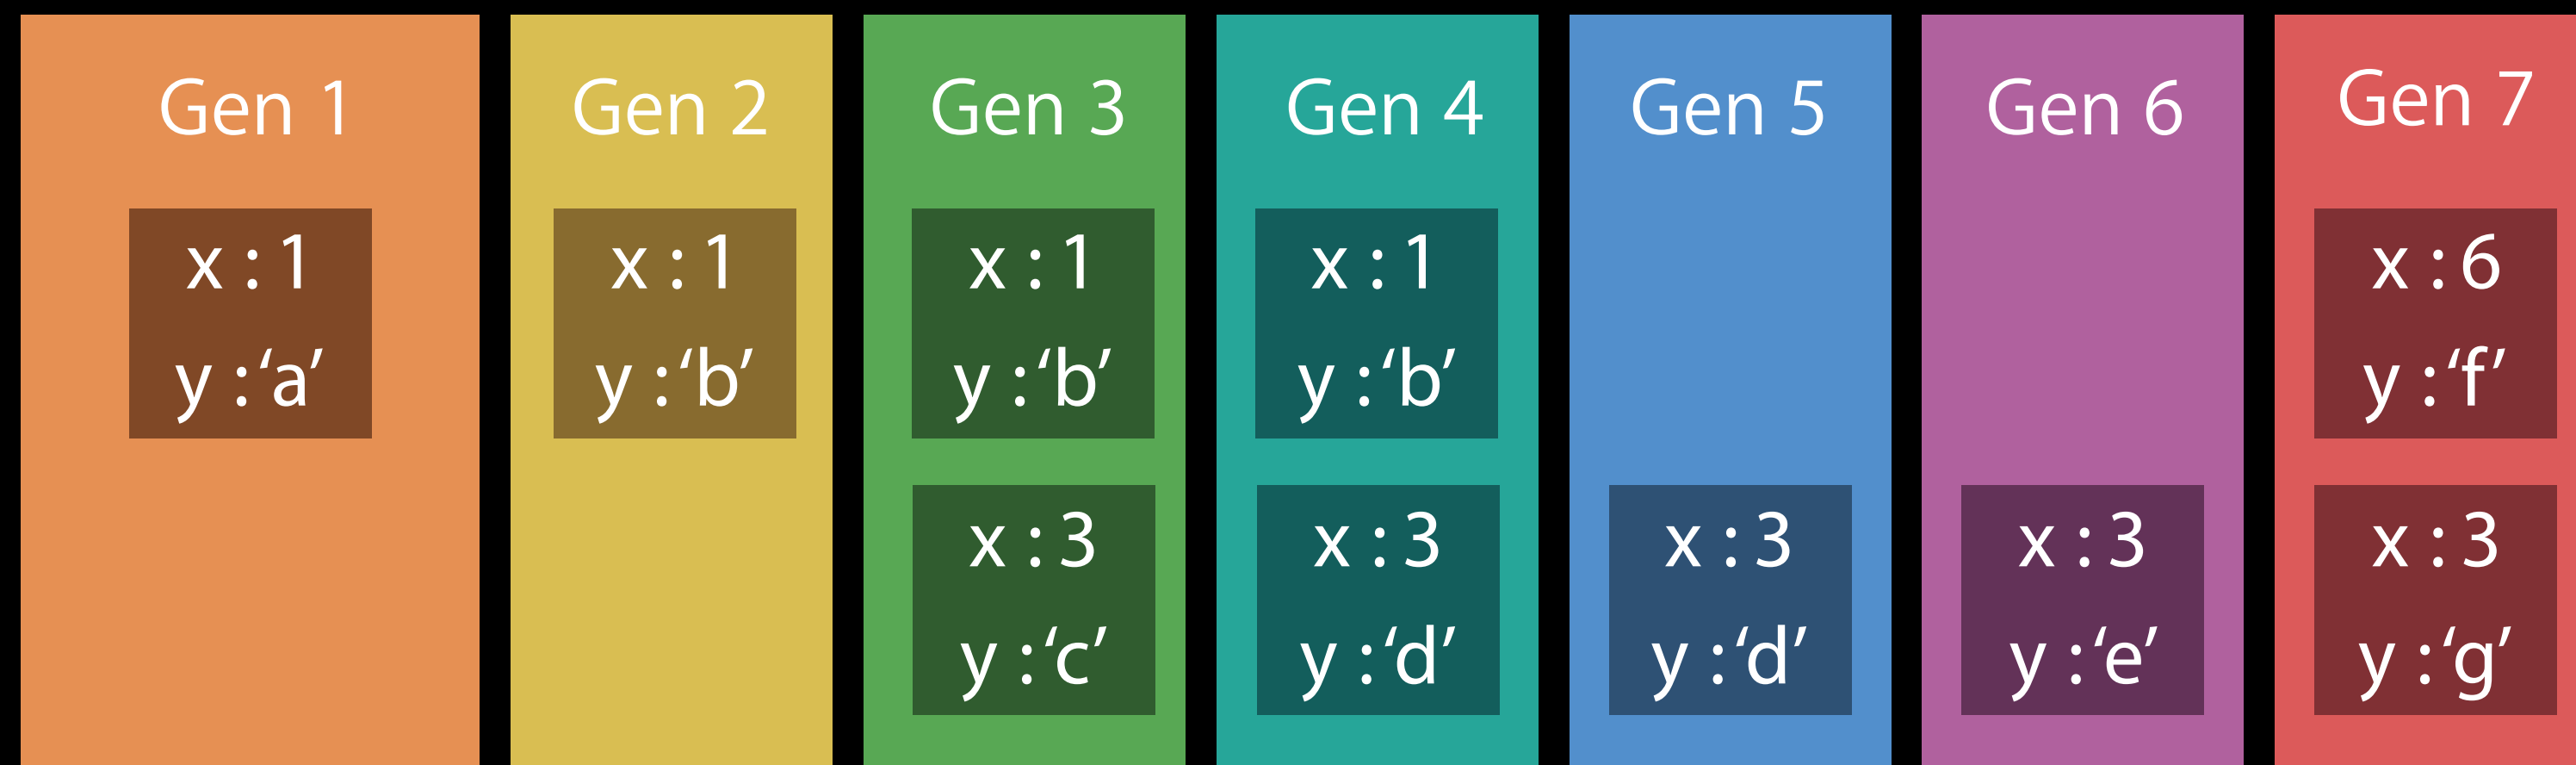 Gen 1
x : 1
y : ‘a’
Gen 2
x : 1
y : ‘b’
Gen 3
x : 1
y : ‘b’
x : 3
y : ‘c’
Gen 4
x : 1
y : ‘b’
x : 3
y : ‘d’
Gen 5
x : 3
y : ‘d’
Gen 6
x : 3
y : ‘e’
Gen 7
x : 6
y : ‘f’
x : 3
y : ‘g’